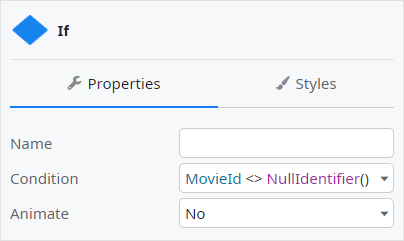 If
Properties Styles
Name
Condition MovieId <> NullIdentifier()
Animate No